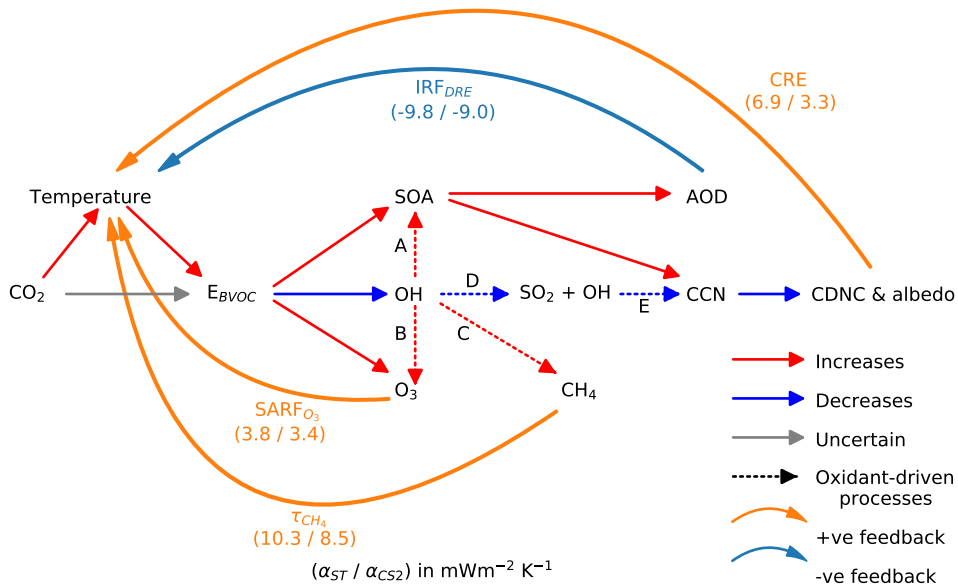 CRE
(6.9 / 3.3)
IRF_DRE
(-9.8 / -9.0)
Temperature
SOA
AOD
A
CO₂
E_BVOC
OH
D
SO₂ + OH
E
CCN
CDNC & albedo
B
C
O₃
CH₄
SARF_O₃
(3.8 / 3.4)
τ_CH₄
(10.3 / 8.5)
(α_ST / α_CS2) in mWm⁻² K⁻¹
Increases
Decreases
Uncertain
Oxidant-driven
processes
+ve feedback
-ve feedback